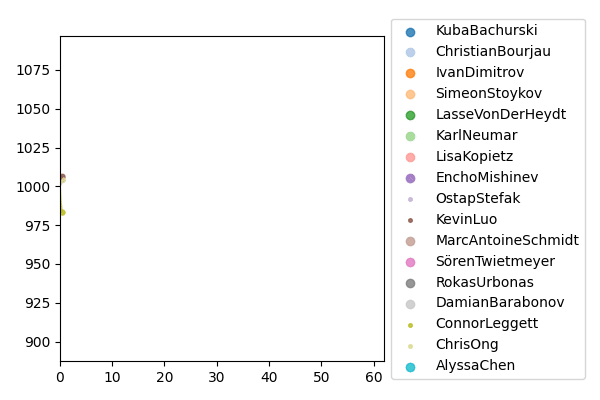 1075
1050
1025
1000
975
950
925
900
0 10 20 30 40 50 60
KubaBachurski
ChristianBourjau
IvanDimitrov
SimeonStoykov
LasseVonDerHeydt
KarlNeumar
LisaKopietz
EnchoMishinev
OstapStefak
KevinLuo
MarcAntoineSchmidt
SörenTwietmeyer
RokasUrbonas
DamianBarabonov
ConnorLeggett
ChrisOng
AlyssaChen